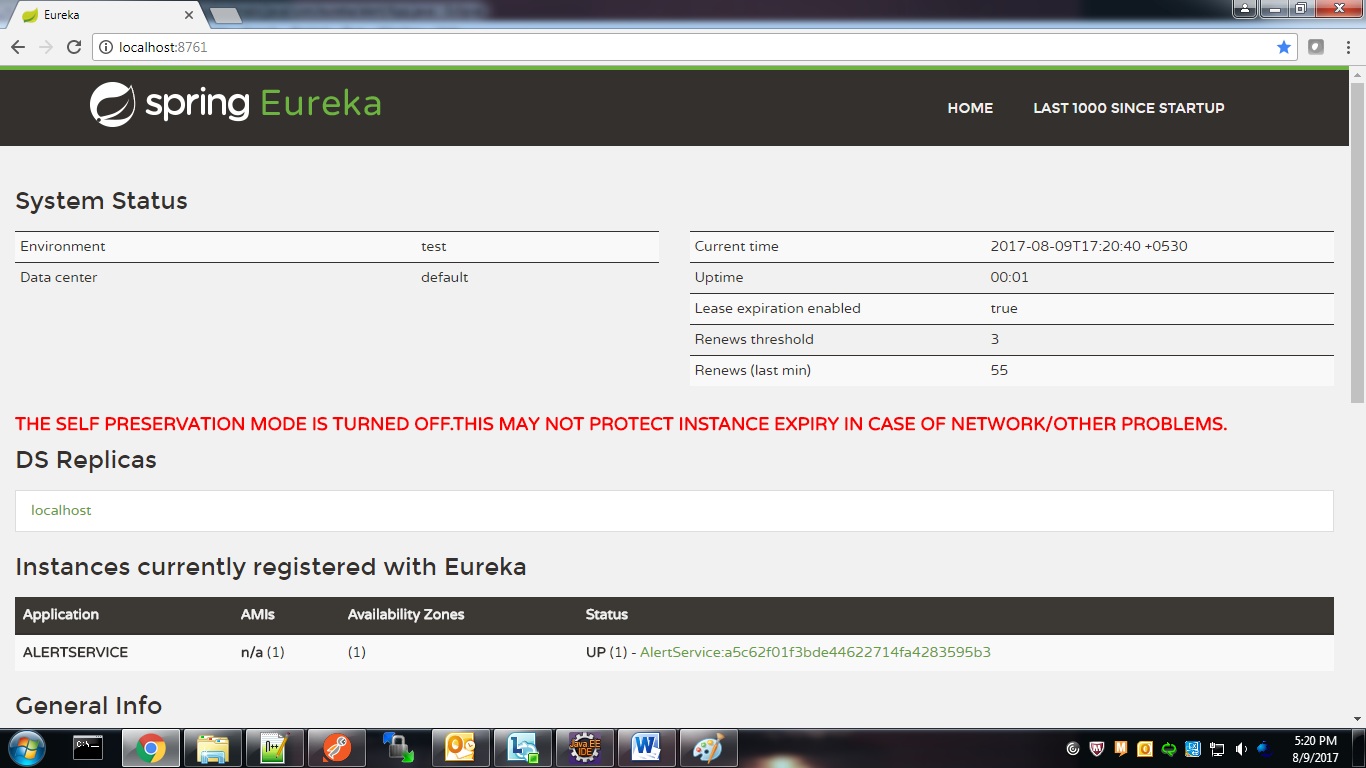 Eureka
localhost:8761
spring Eureka
HOME LAST 1000 SINCE STARTUP
System Status
Environment test
Data center default
Current time 2017-08-09T17:20:40 +0530
Uptime 00:01
Lease expiration enabled true
Renews threshold 3
Renews (last min) 55
THE SELF PRESERVATION MODE IS TURNED OFF.THIS MAY NOT PROTECT INSTANCE EXPIRY IN CASE OF NETWORK/OTHER PROBLEMS.
DS Replicas
localhost
Instances currently registered with Eureka
Application AMIs Availability Zones Status
ALERTSERVICE n/a (1) (1) UP (1) - AlertService:a5c62f01f3bde44622714fa4283595b3
General Info
Java EE
IDE
5:20 PM
8/9/2017